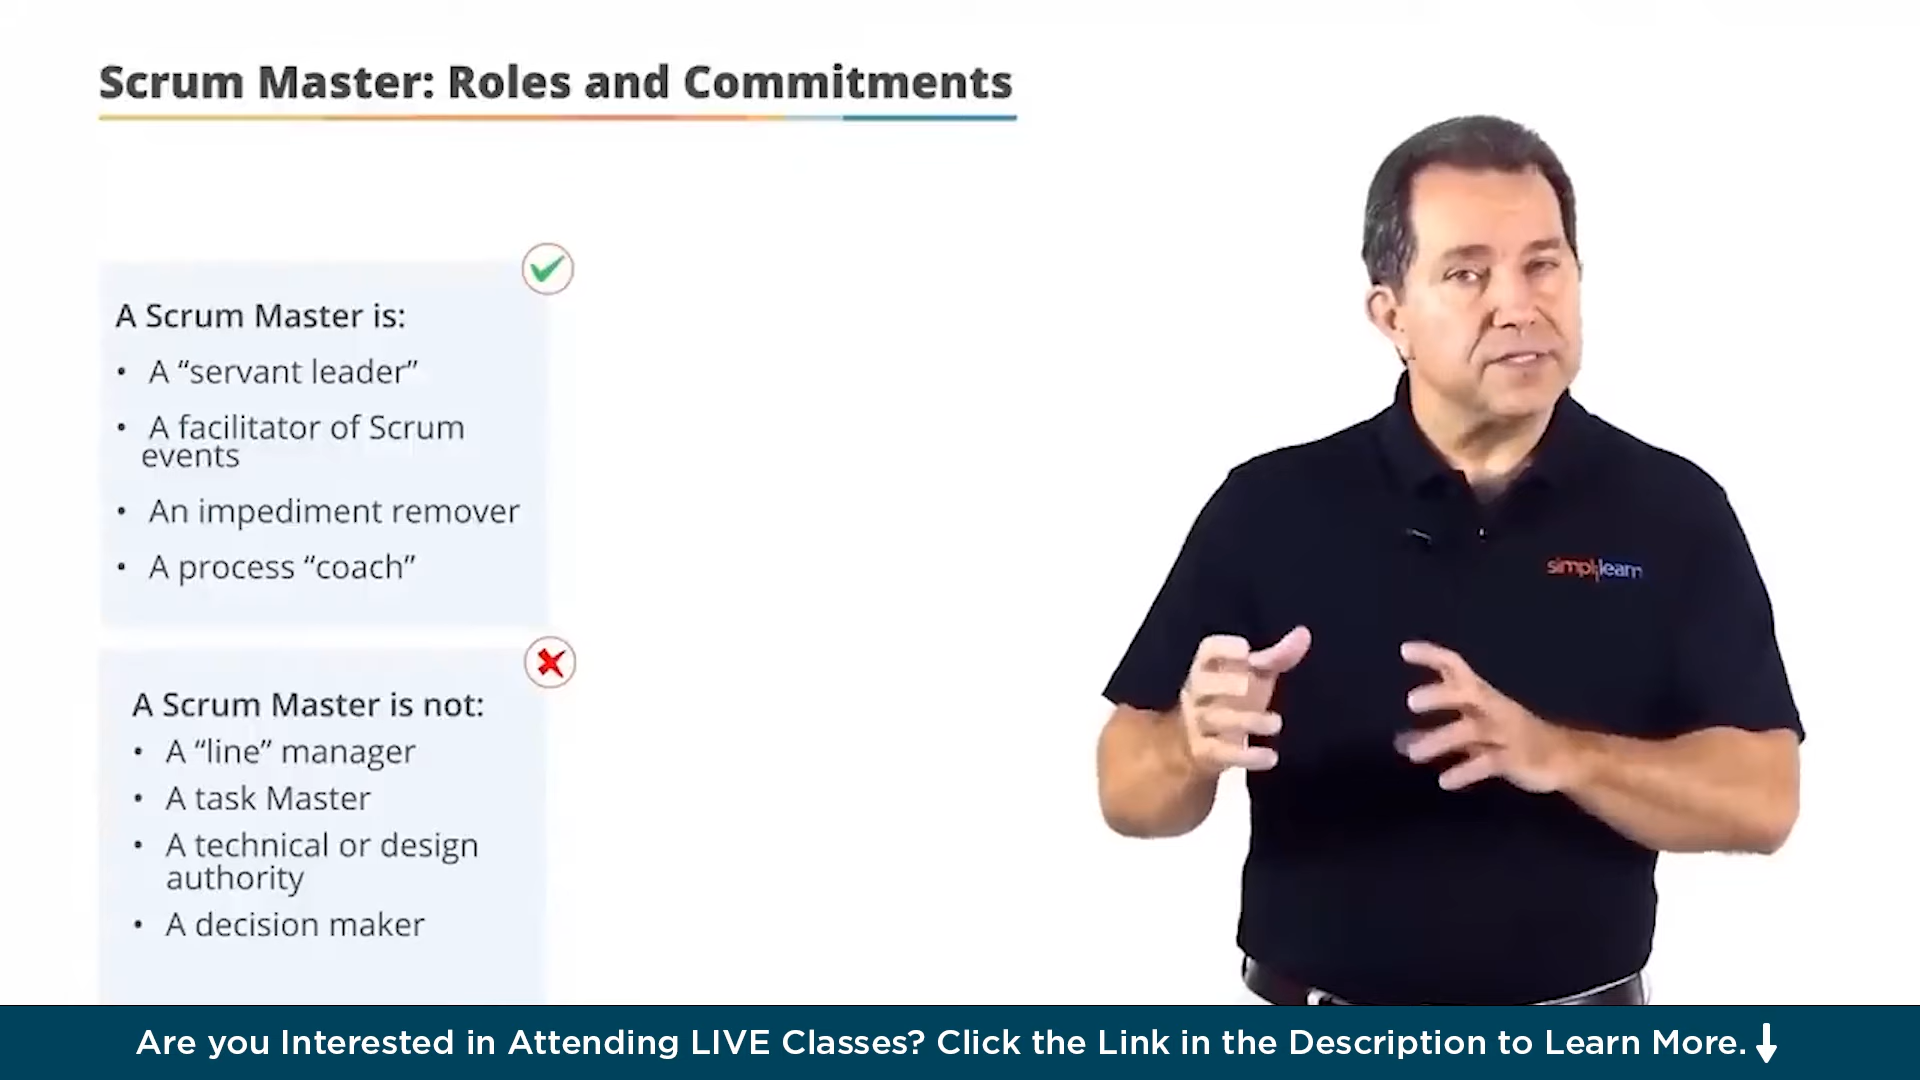 Scrum Master: Roles and Commitments
A Scrum Master is:
• A “servant leader”
• A facilitator of Scrum
events
• An impediment remover
• A process “coach”
A Scrum Master is not:
• A “line” manager
• A task Master
• A technical or design
authority
• A decision maker
simplilearn
Are you Interested in Attending LIVE Classes? Click the Link in the Description to Learn More.